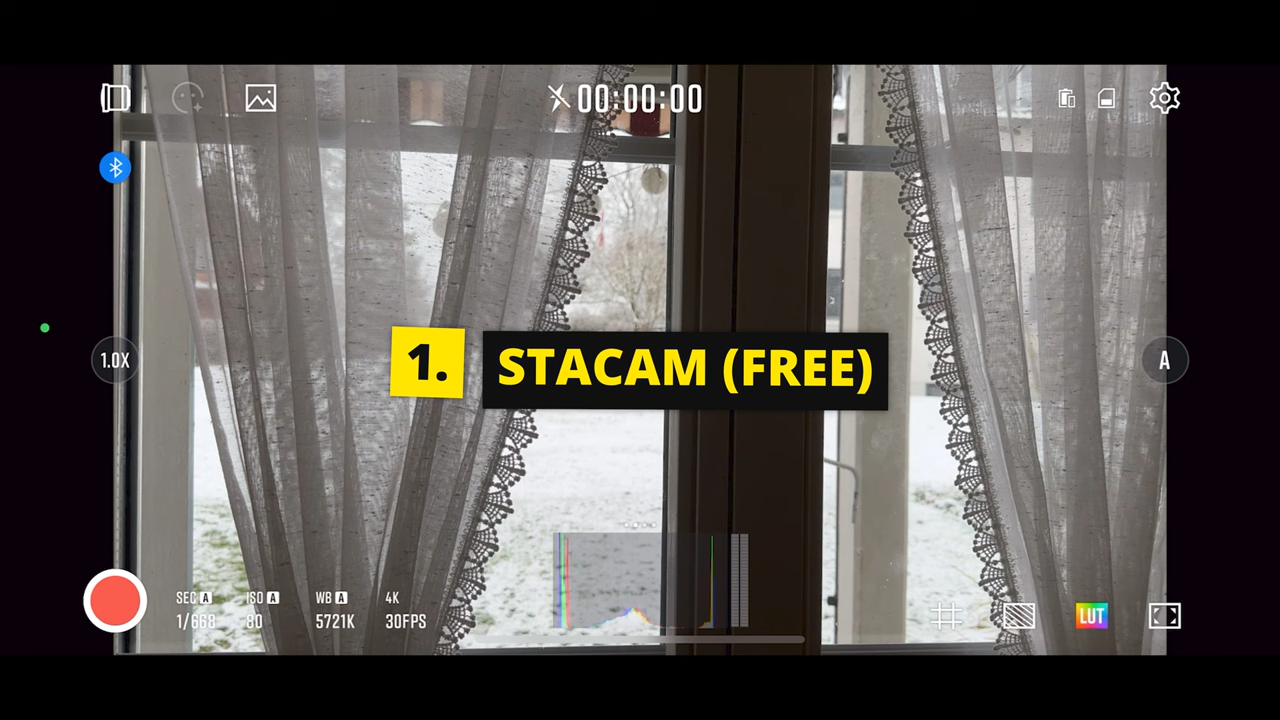 00:00:00
1.0X
A
1. STACAM (FREE)
SEC A ISO A WB A 4K
1/668 80 5721K 30FPS
LUT